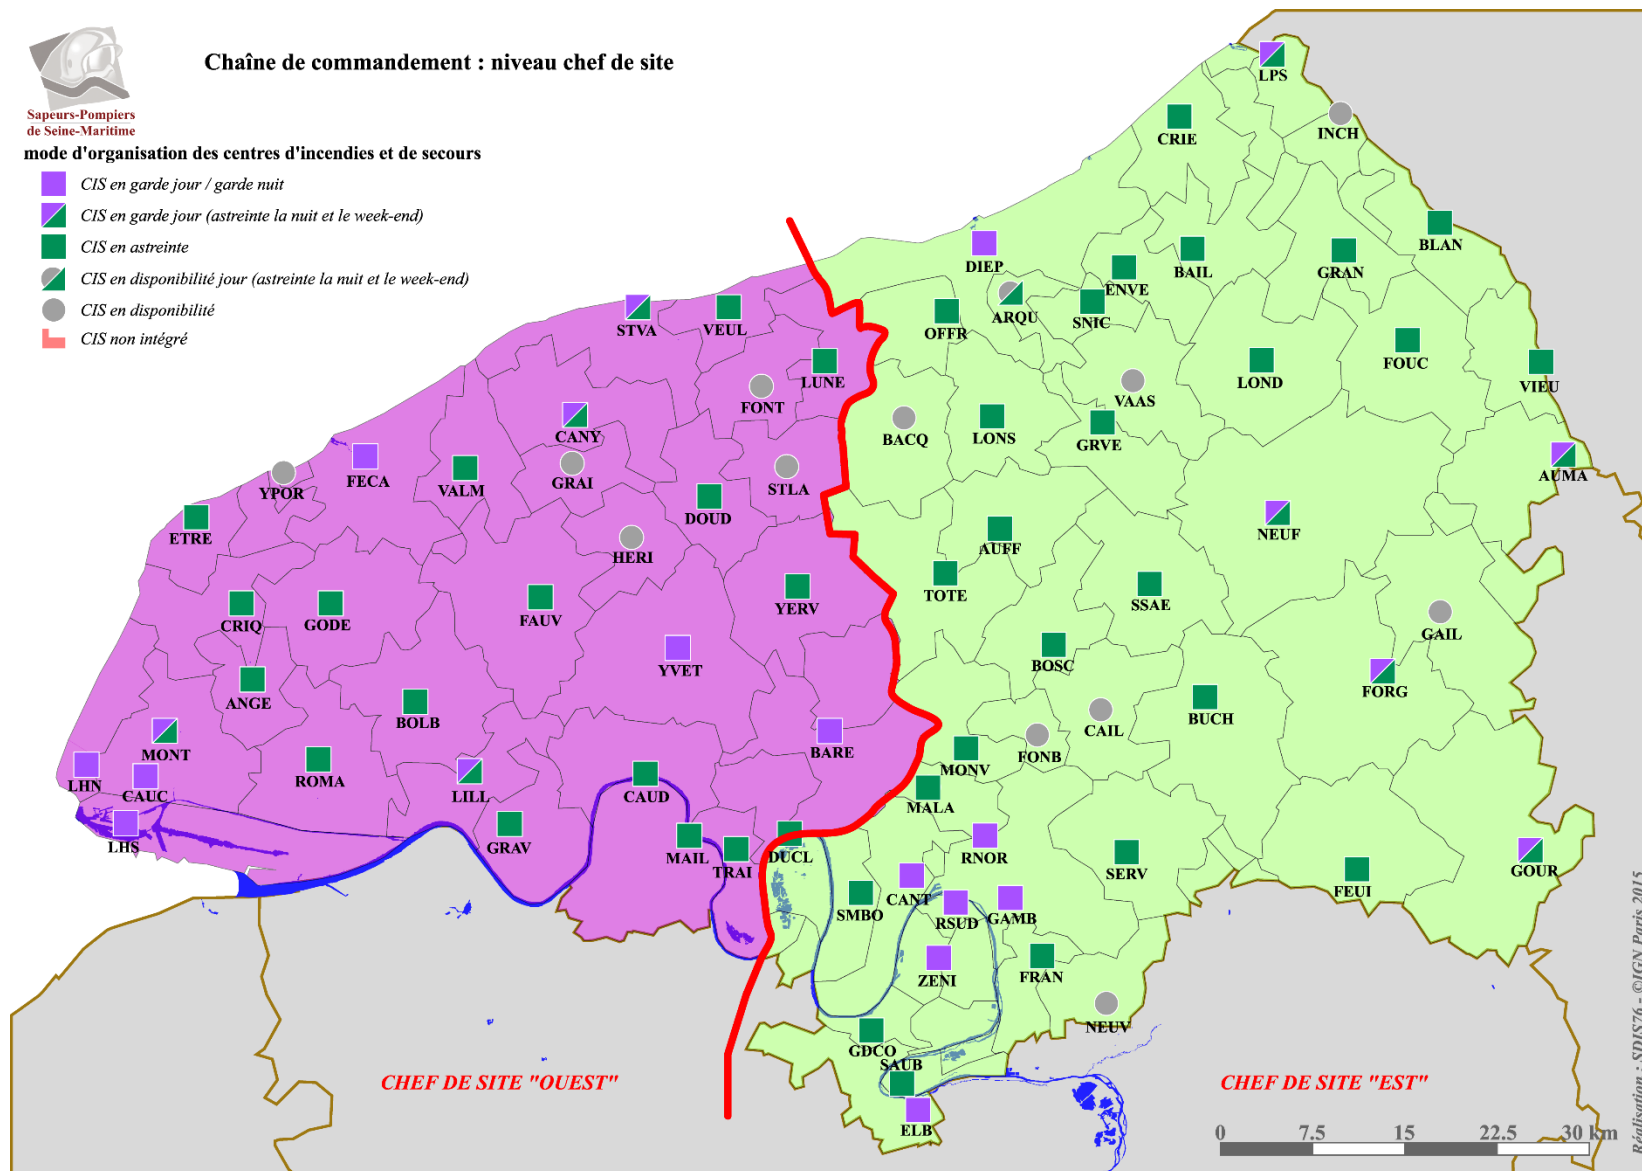 Chaîne de commandement : niveau chef de site
Sapeurs-Pompiers
de Seine-Maritime
mode d'organisation des centres d'incendies et de secours
CIS en garde jour / garde nuit
CIS en garde jour (astreinte la nuit et le week-end)
CIS en astreinte
CIS en disponibilité jour (astreinte la nuit et le week-end)
CIS en disponibilité
CIS non intégré
LPS
INCH
CRIE
BLAN
DIEP
BAIL
GRAN
ENVE
ARQU
SNIC
OFFR
STVA
VEUL
FOUC
LUNE
LOND
VIEU
FONT
VAAS
CANY
BACQ
LONS
GRVE
AUMA
FECA
YPOR
VALM
GRAI
STLA
DOUD
NEUF
ETRE
HERI
AUFF
TOTE
SSAE
YERV
CRIQ
GODE
FAUV
GAIL
YVET
BOSC
ANGE
FORG
BOLB
BUCH
CAIL
MONT
BARE
FONB
MONV
LHN
CAUC
ROMA
LILL
CAUD
MALA
LHS
GRAV
MAIL
TRAI
DUCL
RNOR
SERV
GOUR
FEUI
CANT
SMBO
RSUD
GAMB
ZENI
FRAN
NEUV
GDCO
SAUB
ELB
CHEF DE SITE "OUEST"
CHEF DE SITE "EST"
0 7.5 15 22.5 30 km
Réalisation : SDIS76 - ©IGN Paris 2015